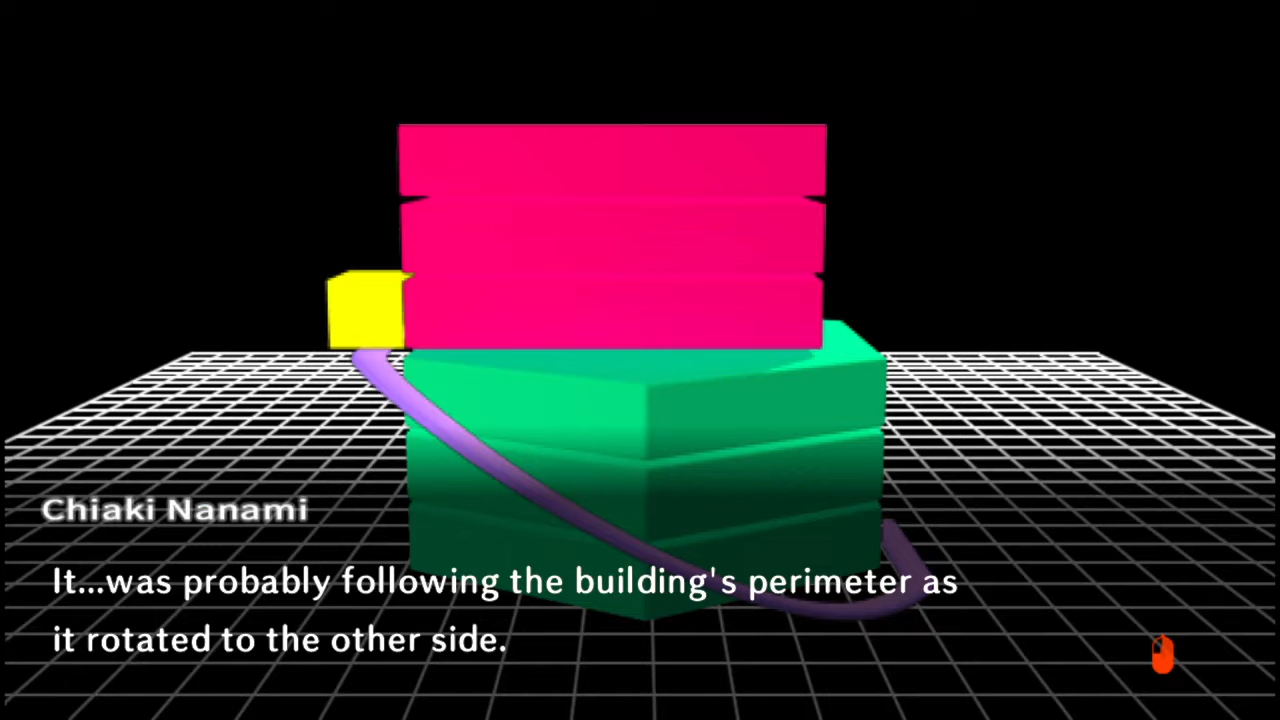 Chiaki Nanami
It...was probably following the building's perimeter as
it rotated to the other side.